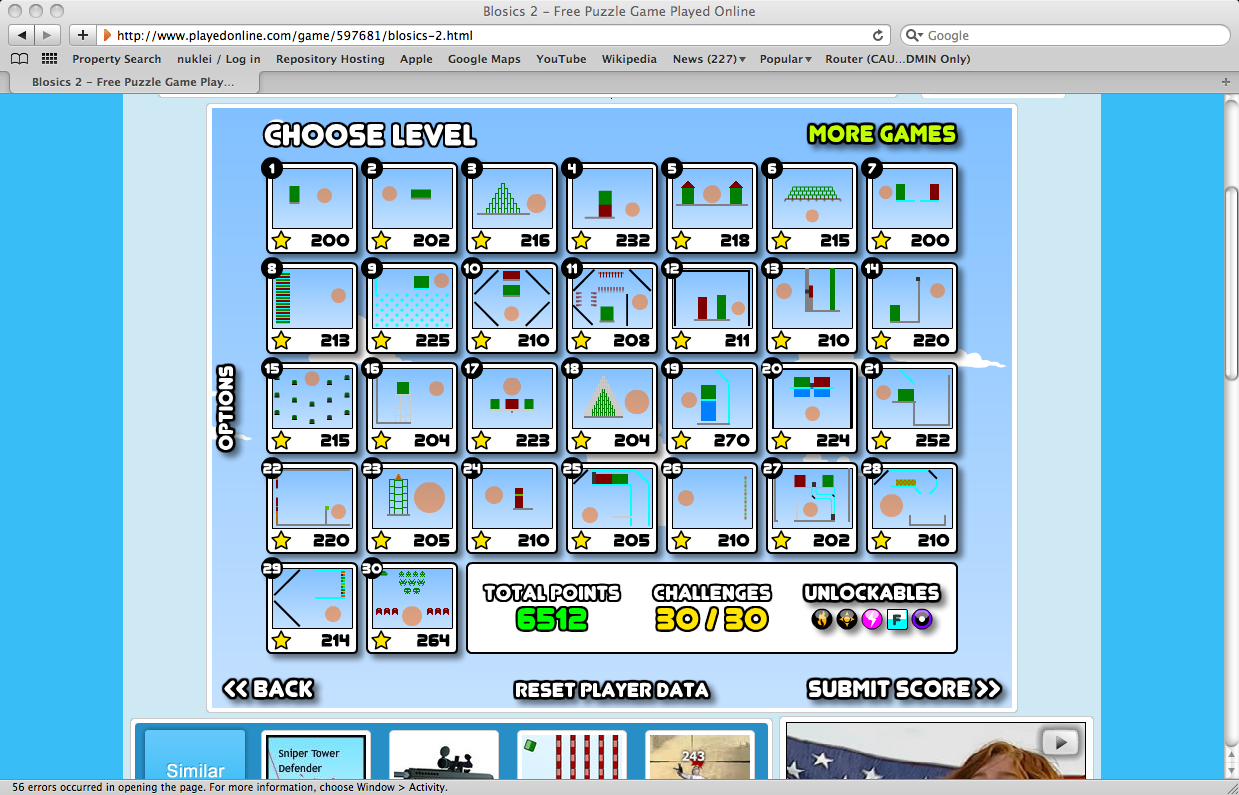 Blosics 2 – Free Puzzle Game Played Online
http://www.playedonline.com/game/597681/blosics-2.html
Google
Property Search nuklei / Log in Repository Hosting Apple Google Maps YouTube Wikipedia News (227)▾ Popular▾ Router (CAU...DMIN Only)
Blosics 2 – Free Puzzle Game Play...
CHOOSE LEVEL MORE GAMES
1 2 3 4 5 6 7
200 202 216 232 218 215 200
8 9 10 11 12 13 14
213 225 210 208 211 210 220
OPTIONS
15 16 17 18 19 20 21
215 204 223 204 270 224 252
22 23 24 25 26 27 28
220 205 210 205 210 202 210
29 30
214 264
TOTAL POINTS CHALLENGES UNLOCKABLES
6512 30 / 30 F
<< BACK RESET PLAYER DATA SUBMIT SCORE >>
Similar
Sniper Tower
Defender
243
56 errors occurred in opening the page. For more information, choose Window > Activity.